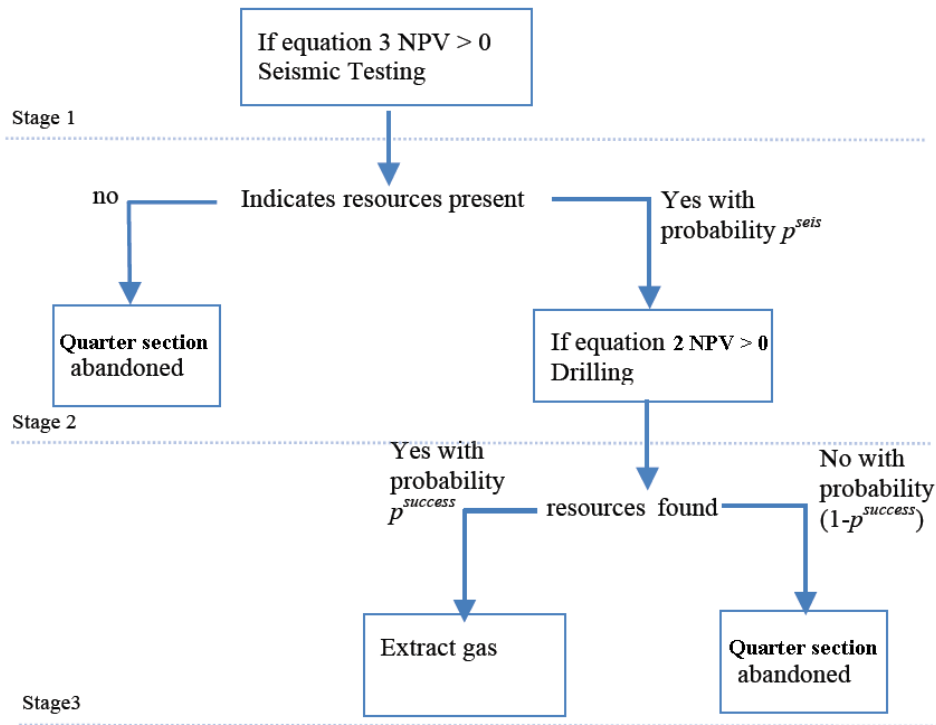 If equation 3 NPV > 0
Seismic Testing
Stage 1
no
Indicates resources present
Yes with
probability p^seis
Quarter section
abandoned
If equation 2 NPV > 0
Drilling
Stage 2
Yes with
probability
p^success
resources found
No with
probability
(1-p^success)
Extract gas
Quarter section
abandoned
Stage3